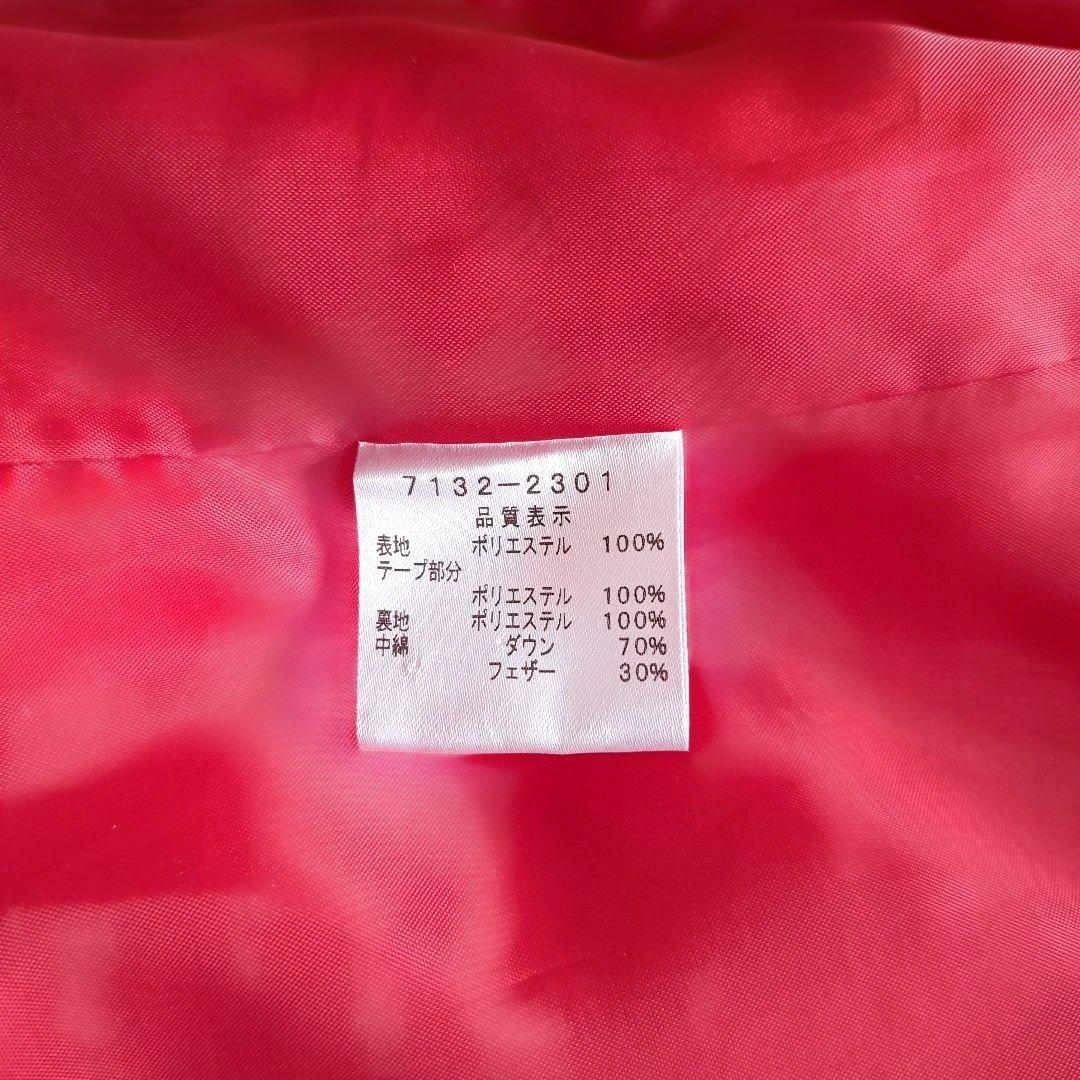 7132-2301
品質表示
表地 ポリエステル 100%
テープ部分
ポリエステル 100%
裏地 ポリエステル 100%
中綿 ダウン 70%
フェザー 30%